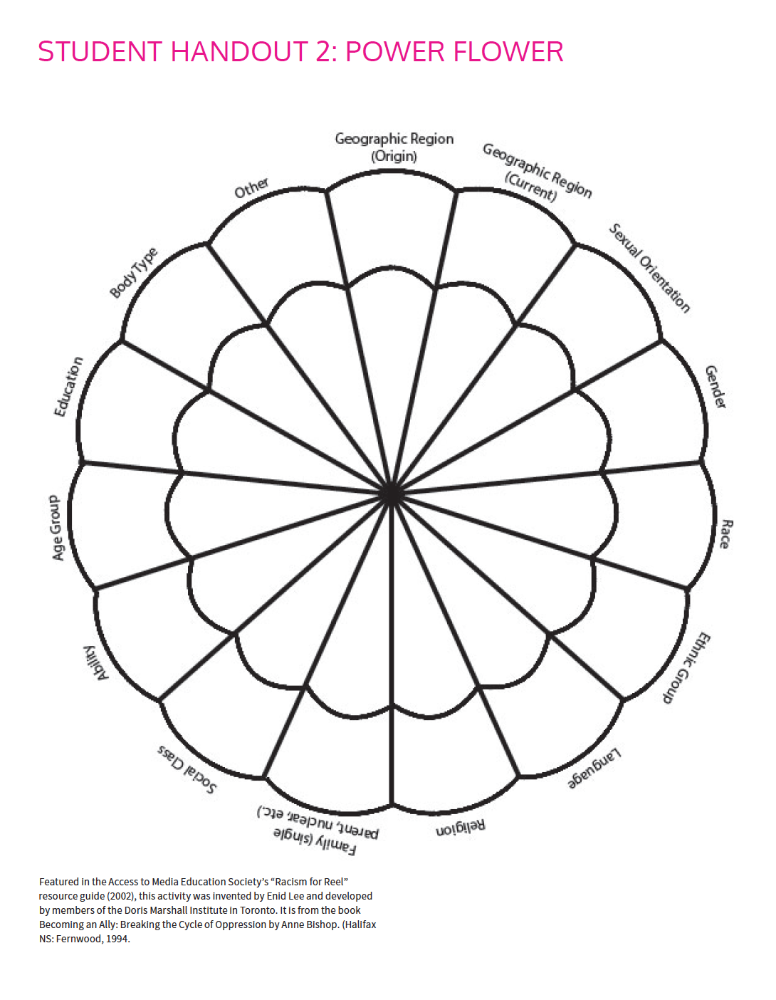 STUDENT HANDOUT 2: POWER FLOWER
Geographic Region
(Origin)
Geographic Region
(Current)
Sexual Orientation
Gender
Race
Ethnic Group
Language
Religion
Family (single
parent, nuclear, etc.)
Social Class
Ability
Age Group
Education
Body Type
Other
Featured in the Access to Media Education Society’s “Racism for Reel”
resource guide (2002), this activity was invented by Enid Lee and developed
by members of the Doris Marshall Institute in Toronto. It is from the book
Becoming an Ally: Breaking the Cycle of Oppression by Anne Bishop. (Halifax
NS: Fernwood, 1994.